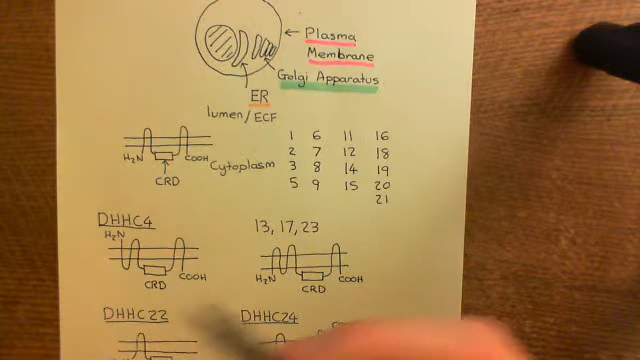 ← Plasma
Membrane
Golgi Apparatus
ER
lumen/ECF
1 6 11 16
2 7 12 18
3 8 14 19
5 9 15 20
21
H₂N COOH Cytoplasm
CRD
DHHC4
H₂N
CRD
COOH
13, 17, 23
H₂N COOH
CRD
DHHC22
DHHC24